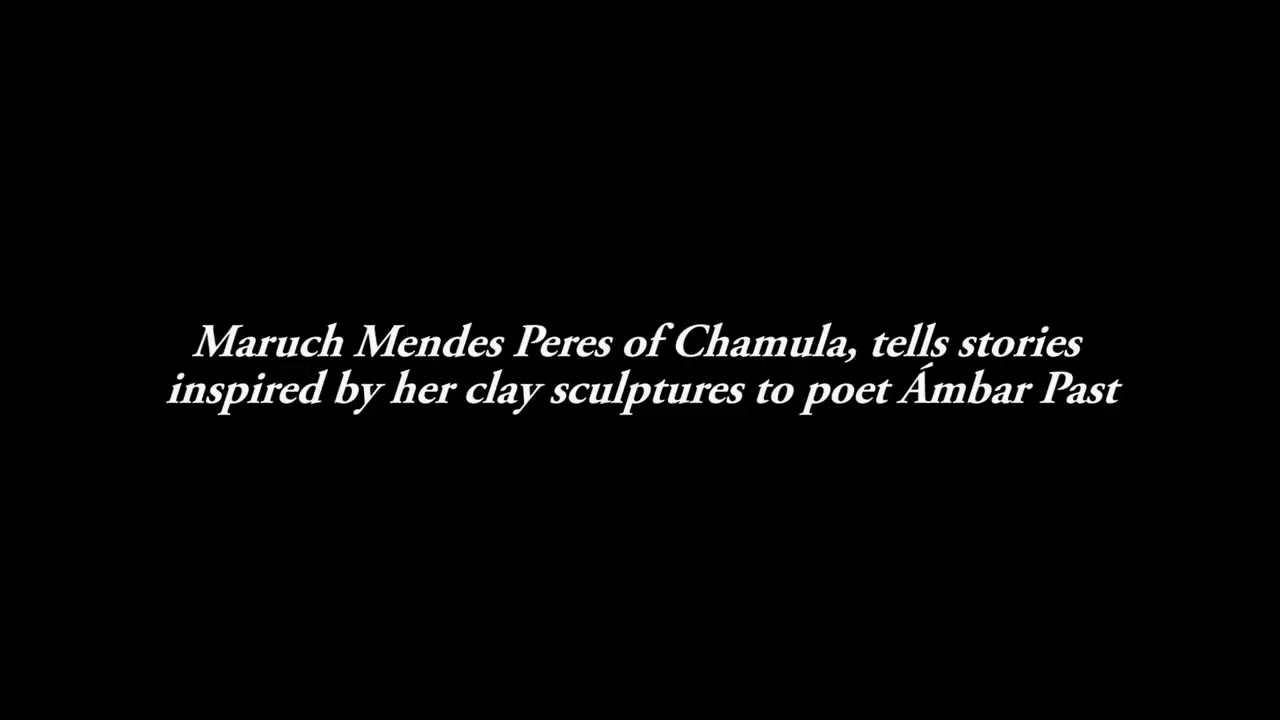 Maruch Mendes Peres of Chamula, tells stories
inspired by her clay sculptures to poet Ámbar Past